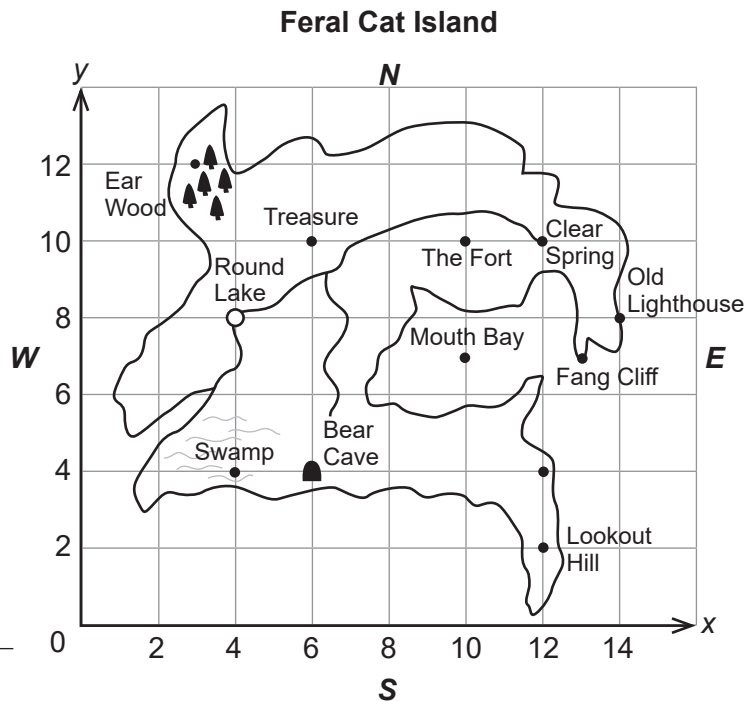 Feral Cat Island
y
N
12
Ear
Wood
Treasure
10
Clear
Spring
The Fort
Round
Lake
Old
Lighthouse
8
W
Mouth Bay
E
Fang Cliff
6
Bear
Cave
Swamp
4
Lookout
Hill
2
0
2 4 6 8 10 12 14
x
S